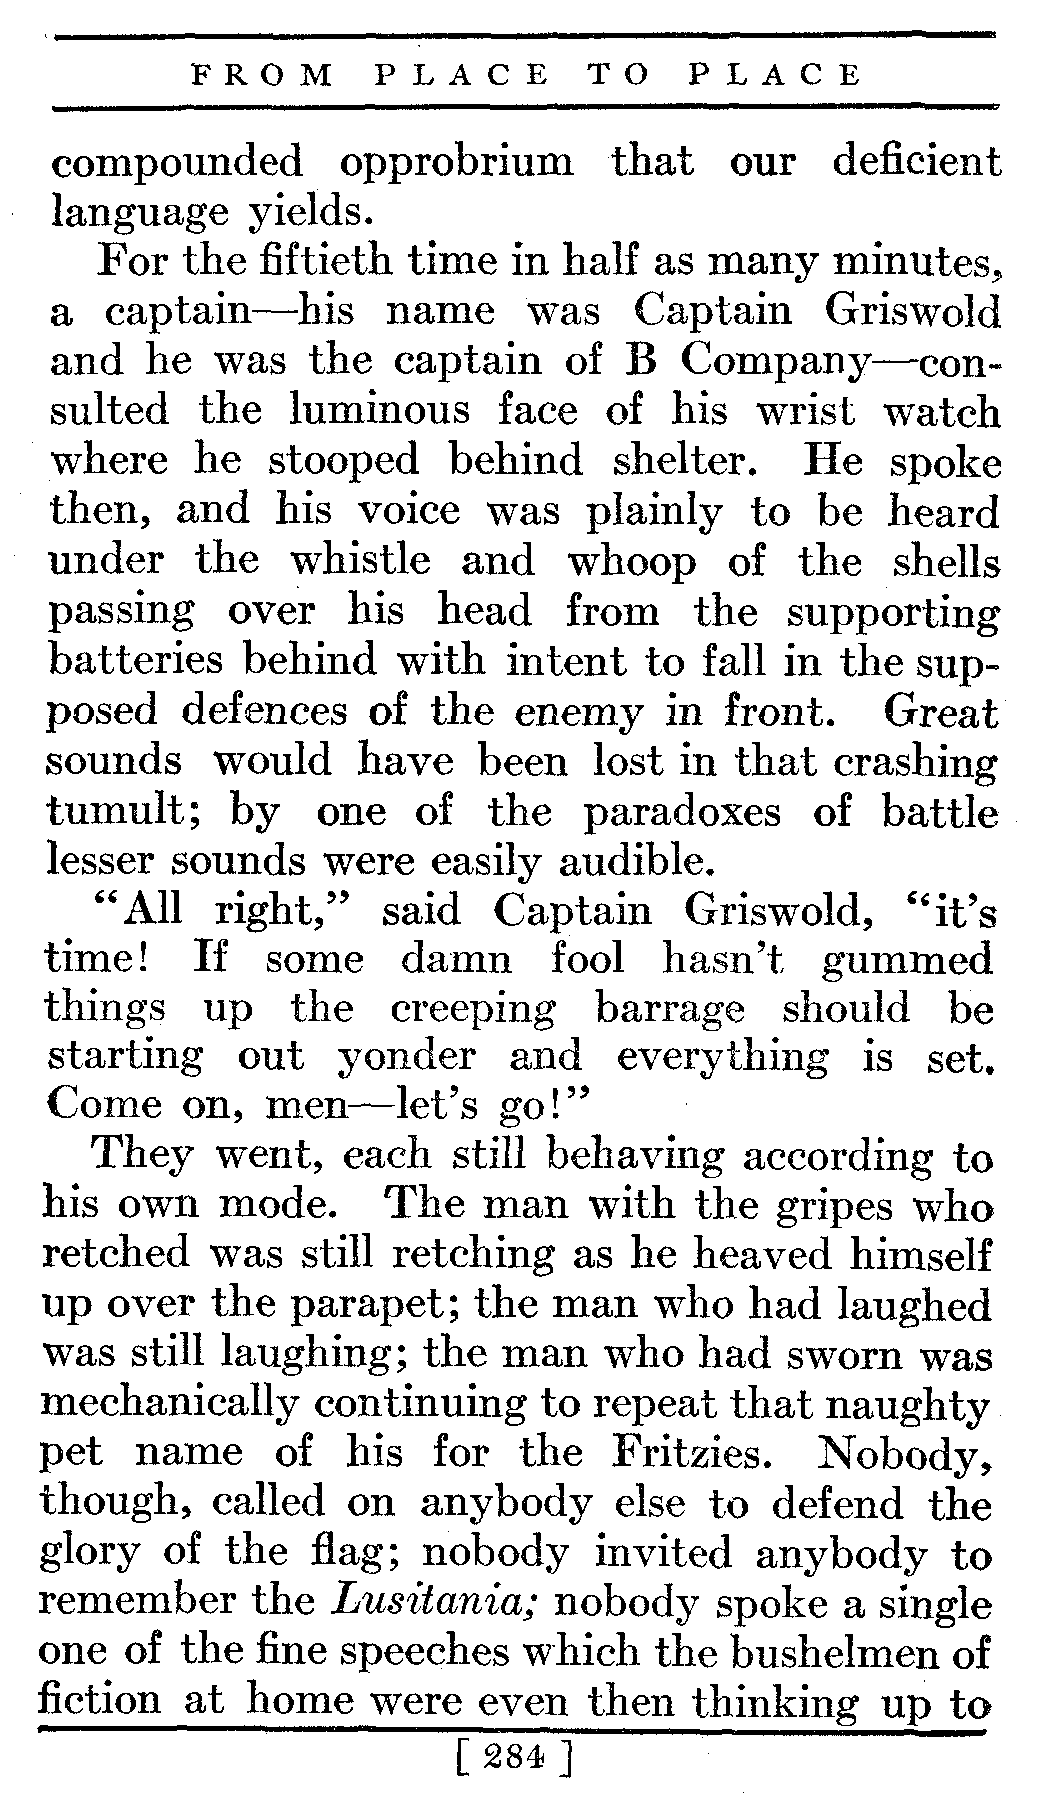 FROM PLACE TO PLACE
compounded opprobrium that our deficient
language yields.
For the fiftieth time in half as many minutes,
a captain—his name was Captain Griswold
and he was the captain of B Company—con-
sulted the luminous face of his wrist watch
where he stooped behind shelter. He spoke
then, and his voice was plainly to be heard
under the whistle and whoop of the shells
passing over his head from the supporting
batteries behind with intent to fall in the sup-
posed defences of the enemy in front. Great
sounds would have been lost in that crashing
tumult; by one of the paradoxes of battle
lesser sounds were easily audible.
“All right,” said Captain Griswold, “it’s
time! If some damn fool hasn’t gummed
things up the creeping barrage should be
starting out yonder and everything is set.
Come on, men—let’s go!”
They went, each still behaving according to
his own mode. The man with the gripes who
retched was still retching as he heaved himself
up over the parapet; the man who had laughed
was still laughing; the man who had sworn was
mechanically continuing to repeat that naughty
pet name of his for the Fritzies. Nobody,
though, called on anybody else to defend the
glory of the flag; nobody invited anybody to
remember the Lusitania; nobody spoke a single
one of the fine speeches which the bushelmen of
fiction at home were even then thinking up to
[ 284 ]